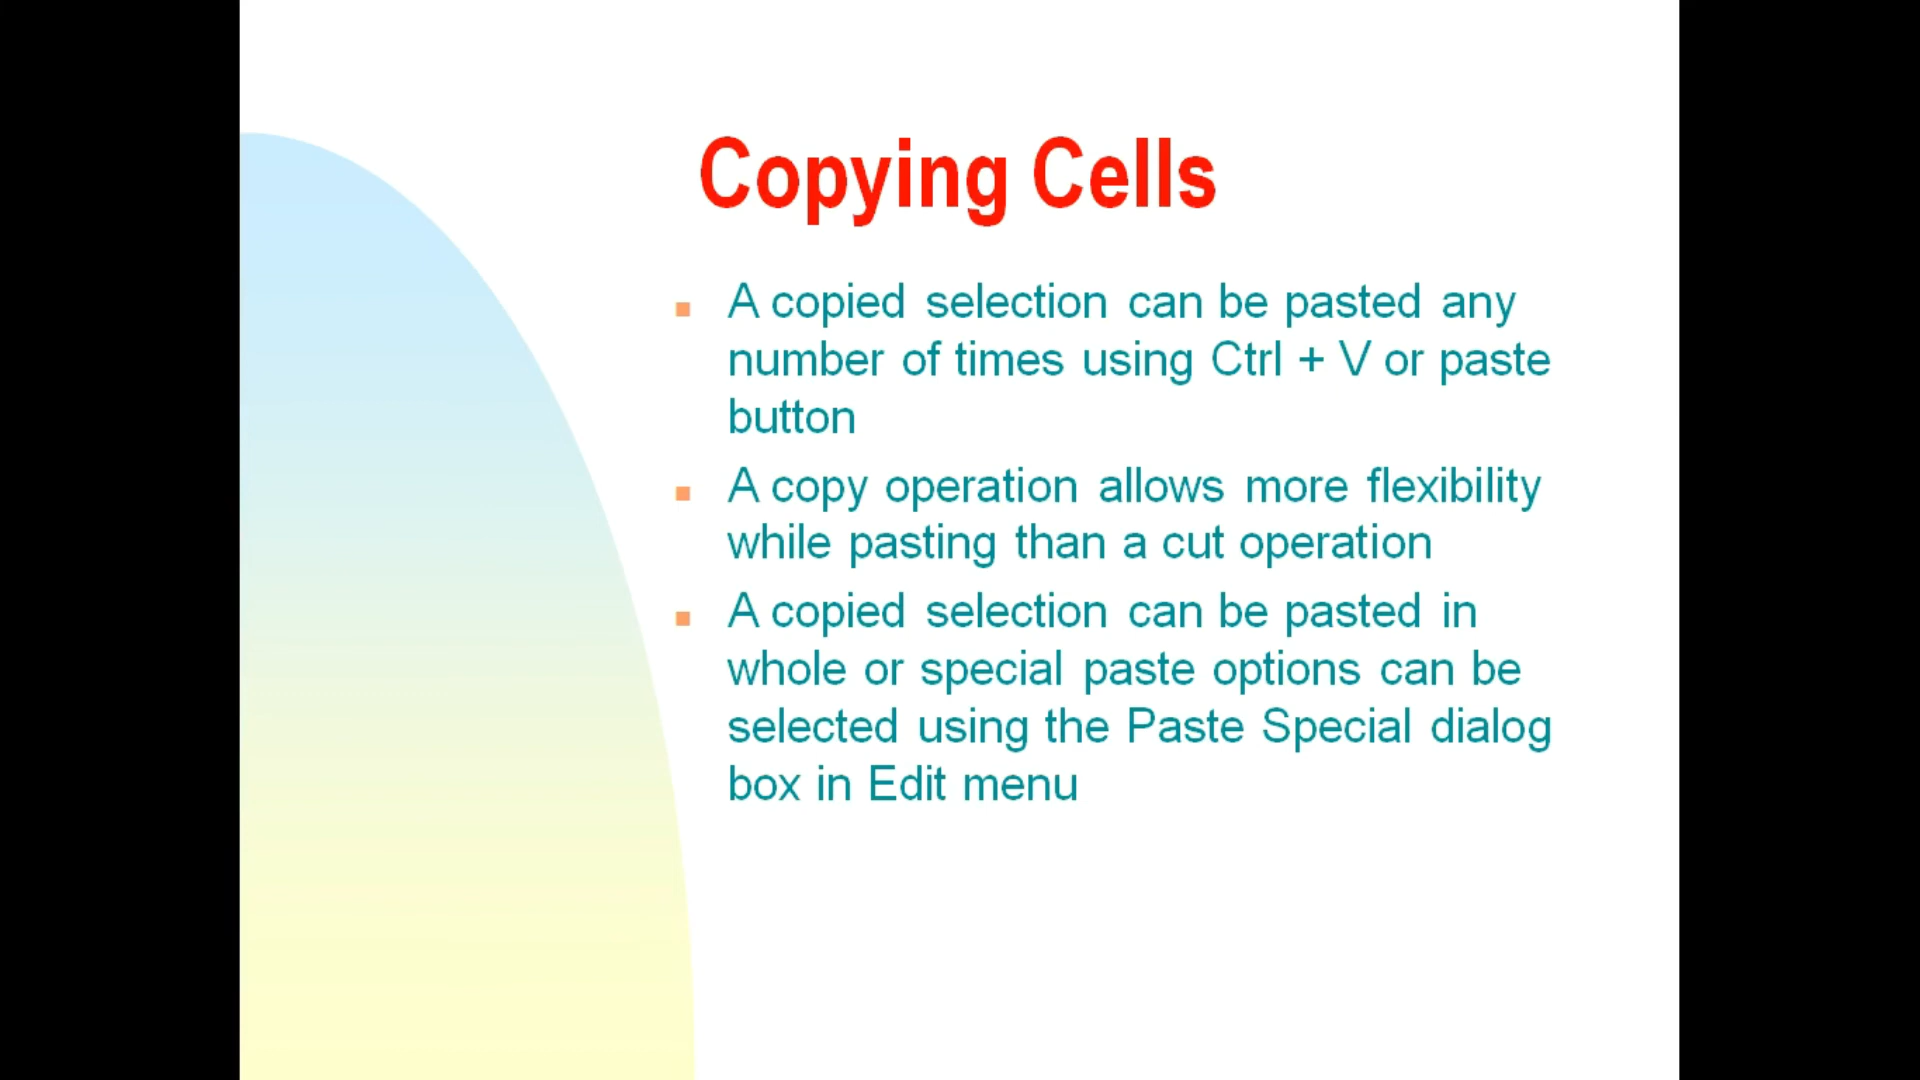 Copying Cells
A copied selection can be pasted any
number of times using Ctrl + V or paste
button
A copy operation allows more flexibility
while pasting than a cut operation
A copied selection can be pasted in
whole or special paste options can be
selected using the Paste Special dialog
box in Edit menu